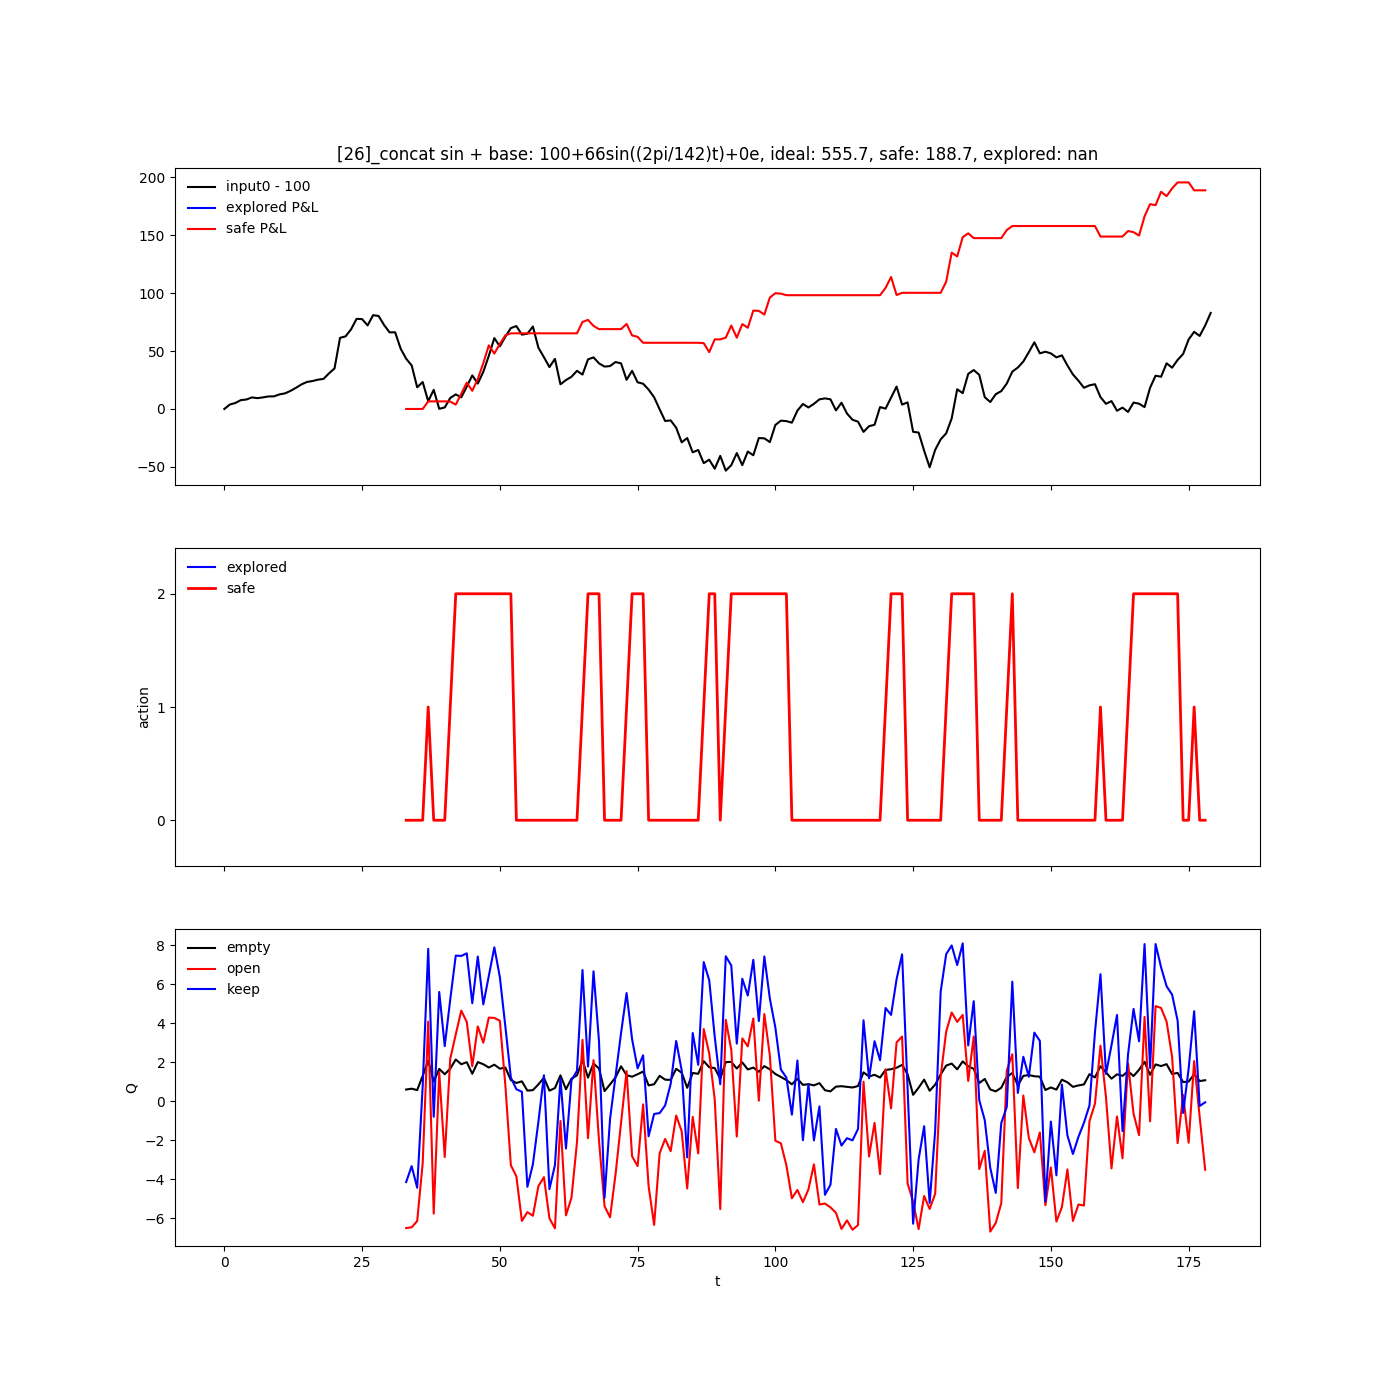 [26]_concat sin + base: 100+66sin((2pi/142)t)+0e, ideal: 555.7, safe: 188.7, explored: nan
200
150
100
50
0
−50
input0 - 100
explored P&L
safe P&L
action
2
1
0
explored
safe
Q
8
6
4
2
0
−2
−4
−6
empty
open
keep
0
25
50
75
100
125
150
175
t